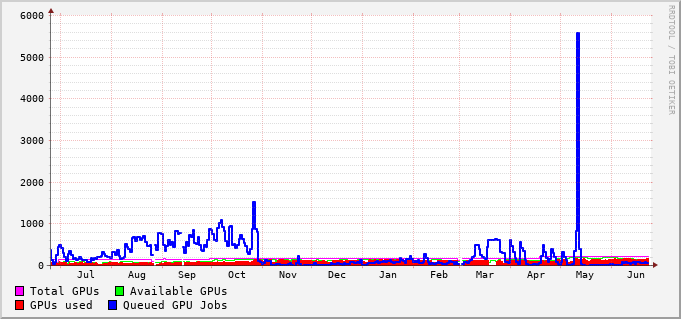 6000
5000
4000
3000
2000
1000
0
Jul Aug Sep Oct Nov Dec Jan Feb Mar Apr May Jun
Total GPUs Available GPUs
GPUs used Queued GPU Jobs
RRDTOOL / TOBI OETIKER